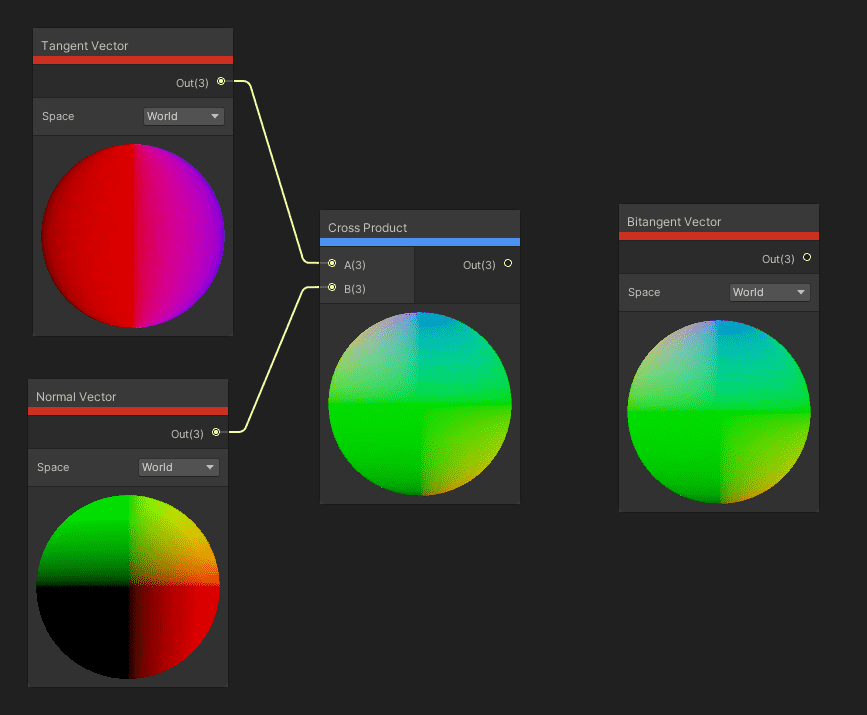 Tangent Vector
Out(3)
Space World
Normal Vector
Out(3)
Space World
Cross Product
A(3) Out(3)
B(3)
Bitangent Vector
Out(3)
Space World